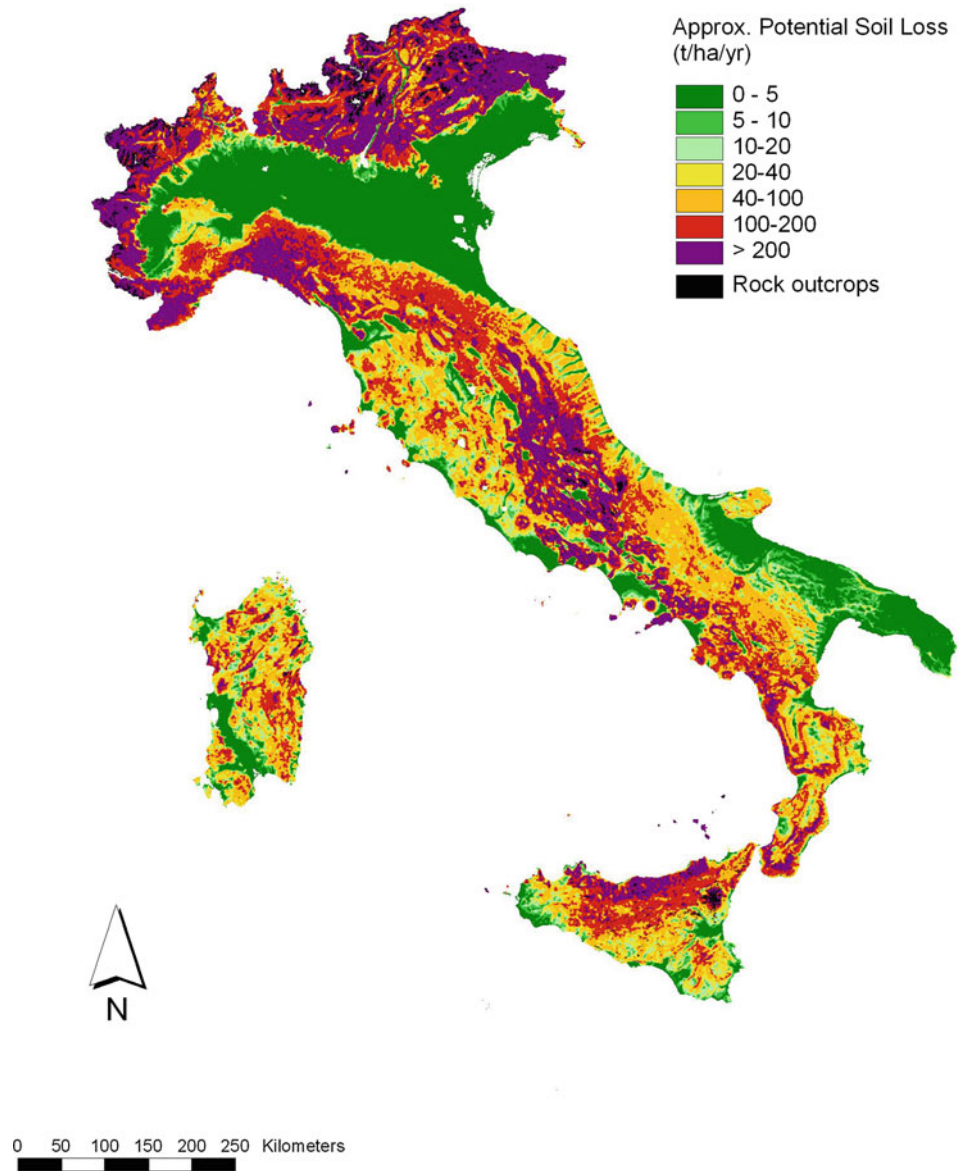 Approx. Potential Soil Loss
(t/ha/yr)
0 - 5
5 - 10
10-20
20-40
40-100
100-200
> 200
Rock outcrops
N
0 50 100 150 200 250 Kilometers